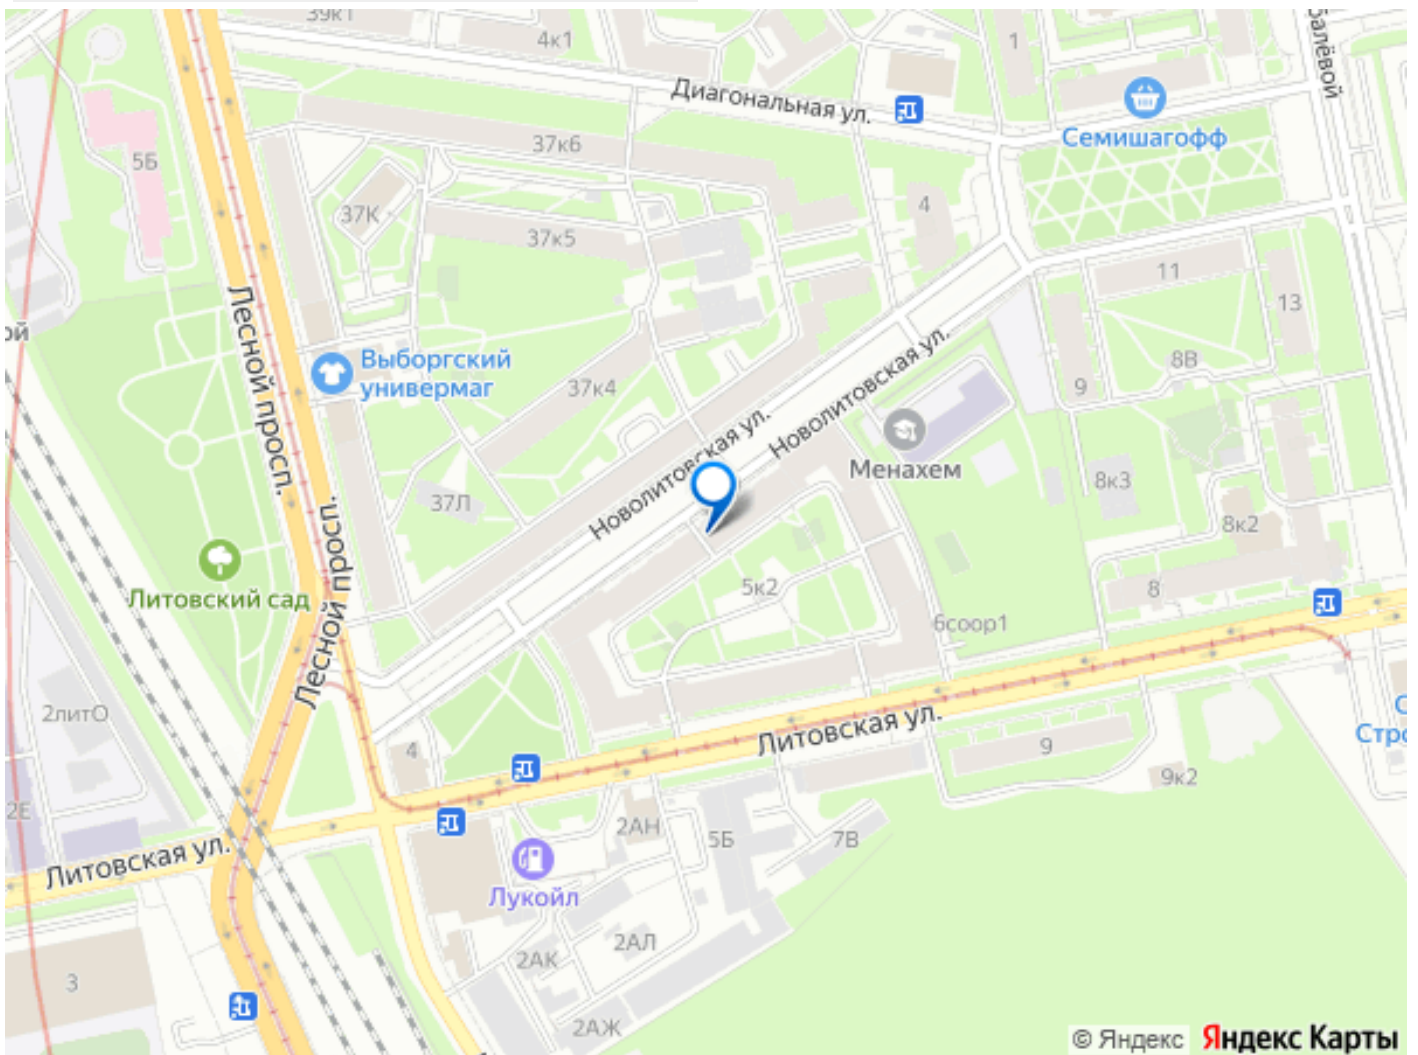 39к1
4к1
1
Диагональная ул.
Семишагофф
37к6
5Б
37К
4
37к5
11
13
Лесной просп.
Выборгский
универмаг
Новолитовская ул.
8В
37к4
9
Новолитовская ул.
Менахем
8к3
37Л
8к2
Лесной просп.
Литовский сад
5к2
8
6соор1
2литО
Литовская ул.
4
9
9к2
2Е
2АН
5Б
7В
Литовская ул.
Лукойл
2АЛ
2АК
3
2АЖ
© Яндекс Яндекс Карты